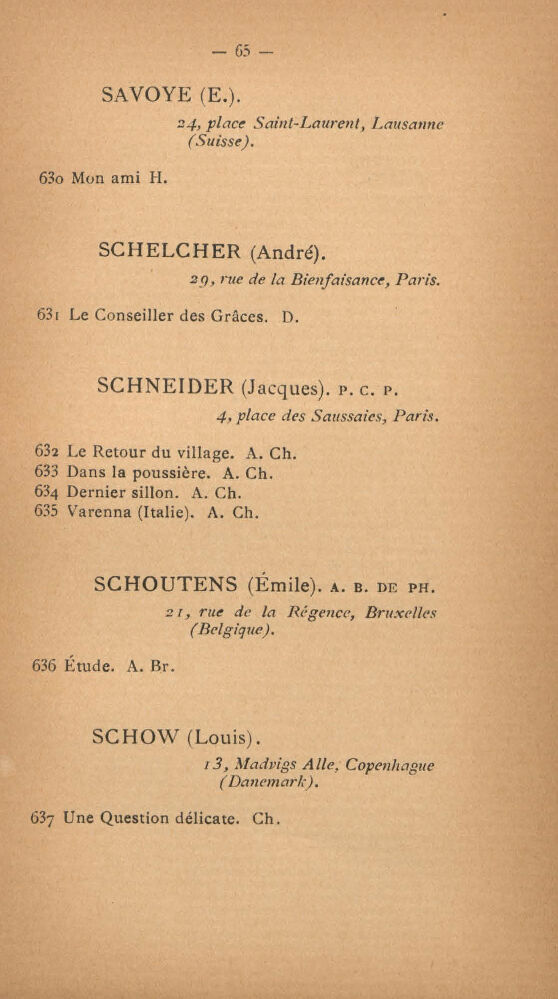 — 65 —
SAVOYE (E.).
24, place Saint-Laurent, Lausanne
(Suisse).
630 Mon ami H.
SCHELCHER (André).
29, rue de la Bienfaisance, Paris.
631 Le Conseiller des Grâces. D.
SCHNEIDER (Jacques). P. C. P.
4, place des Saussaies, Paris.
632 Le Retour du village. A. Ch.
633 Dans la poussière. A. Ch.
634 Dernier sillon. A. Ch.
635 Varenna (Italie). A. Ch.
SCHOUTENS (Émile). A. B. DE PH.
21, rue de la Régence, Bruxelles
(Belgique).
636 Étude. A. Br.
SCHOW (Louis).
13, Madvigs Alle, Copenhague
(Danemark).
637 Une Question délicate. Ch.